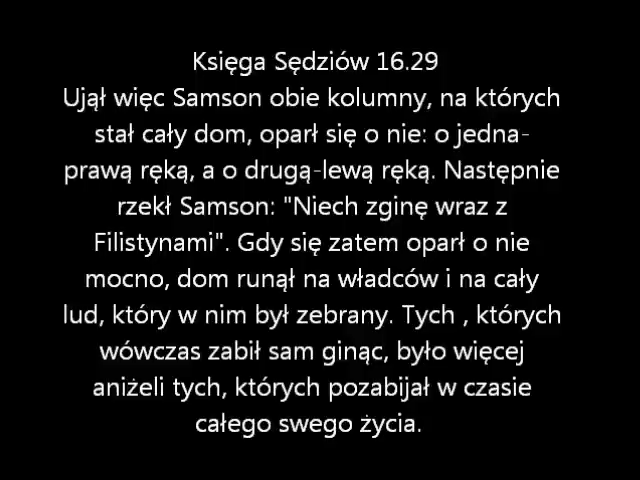 Księga Sędziów 16.29
Ujął więc Samson obie kolumny, na których
stał cały dom, oparł się o nie: o jedna-
prawą ręką, a o drugą-lewą ręką. Następnie
rzekł Samson: "Niech zginę wraz z
Filistynami". Gdy się zatem oparł o nie
mocno, dom runął na władców i na cały
lud, który w nim był zebrany. Tych , których
wówczas zabił sam ginąc, było więcej
aniżeli tych, których pozabijał w czasie
całego swego życia.